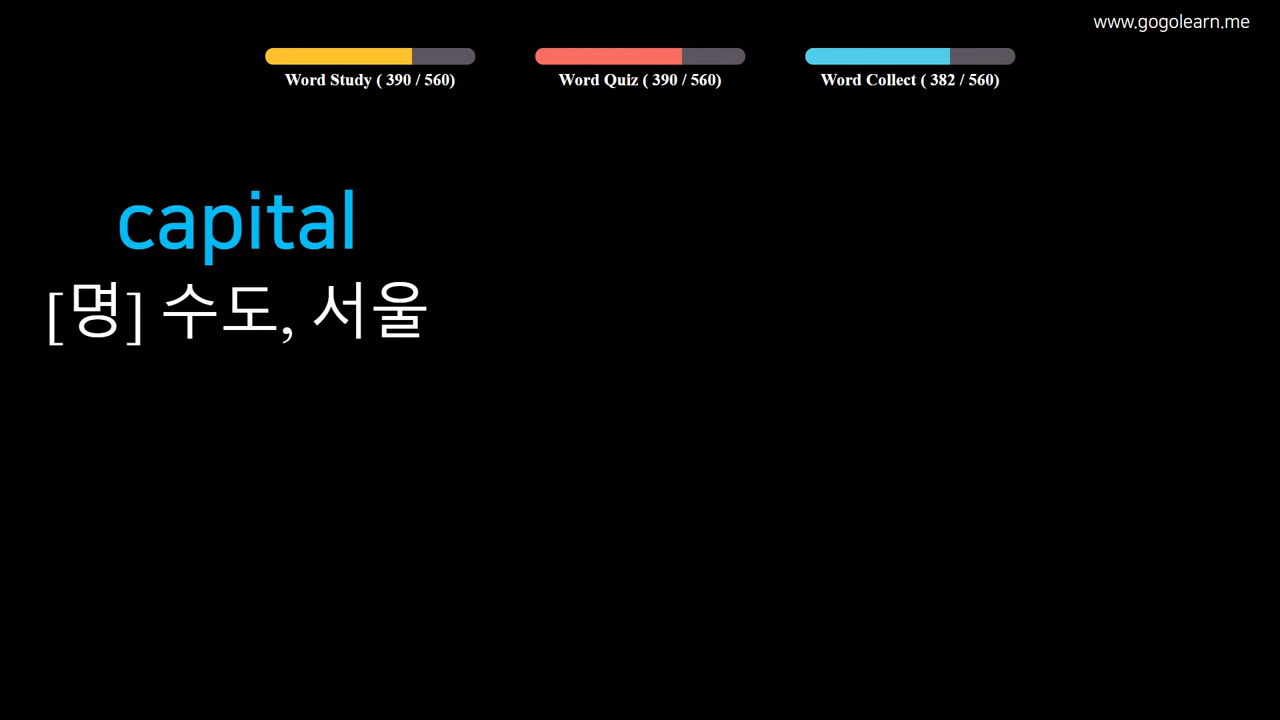 www.gogolearn.me
Word Study ( 390 / 560)
Word Quiz ( 390 / 560)
Word Collect ( 382 / 560)
capital
[명] 수도, 서울